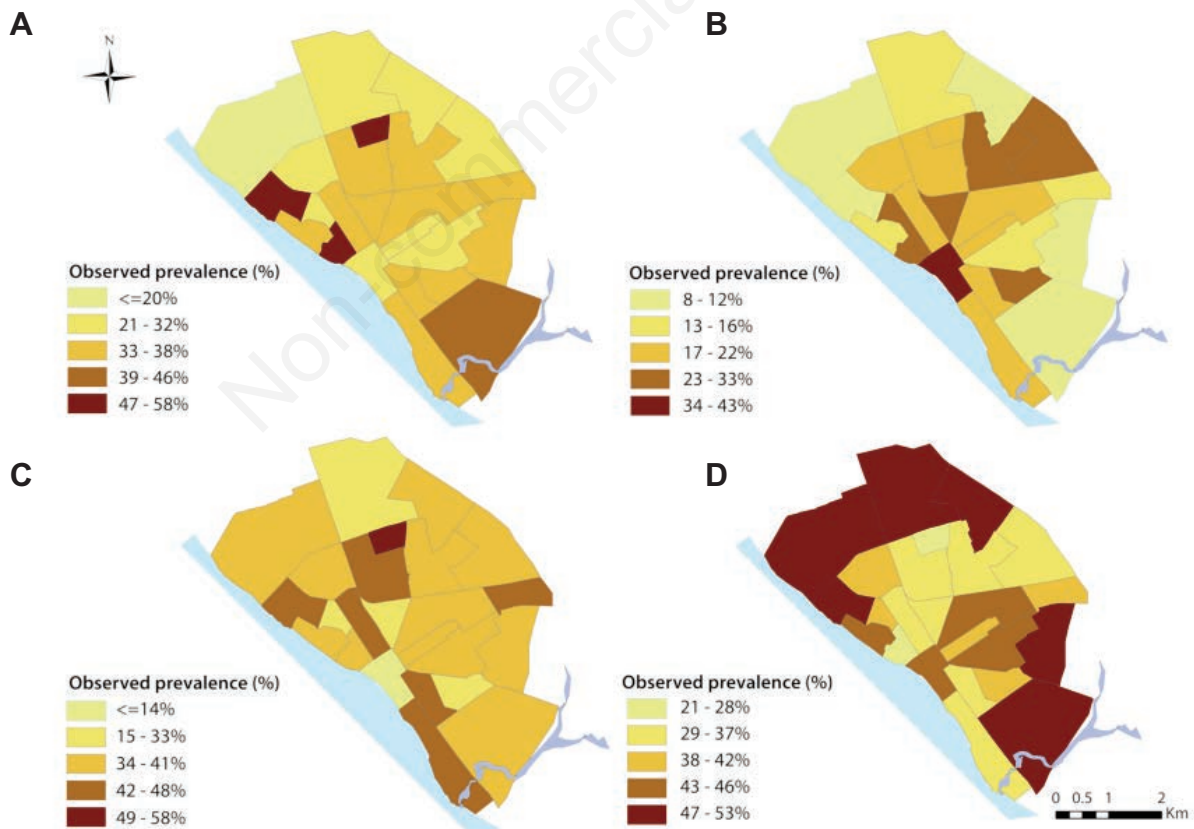 A
N
Observed prevalence (%)
<=20%
21 - 32%
33 - 38%
39 - 46%
47 - 58%
B
Observed prevalence (%)
8 - 12%
13 - 16%
17 - 22%
23 - 33%
34 - 43%
C
Observed prevalence (%)
<=14%
15 - 33%
34 - 41%
42 - 48%
49 - 58%
D
Observed prevalence (%)
21 - 28%
29 - 37%
38 - 42%
43 - 46%
47 - 53%
0 0.5 1 2
Km
Non-commercia